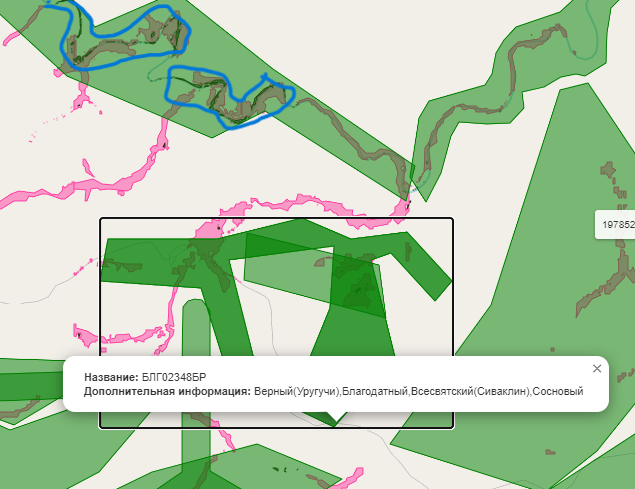 197852
Название: БЛГ02348БР
Дополнительная информация: Верный(Уругучи),Благодатный,Всесвятский(Сиваклин),Сосновый